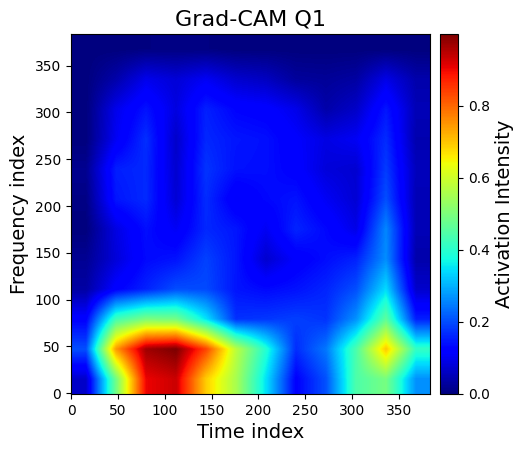 Grad-CAM Q1
Frequency index
350
300
250
200
150
100
50
0
0 50 100 150 200 250 300 350
Time index
0.8
0.6
0.4
0.2
0.0
Activation Intensity